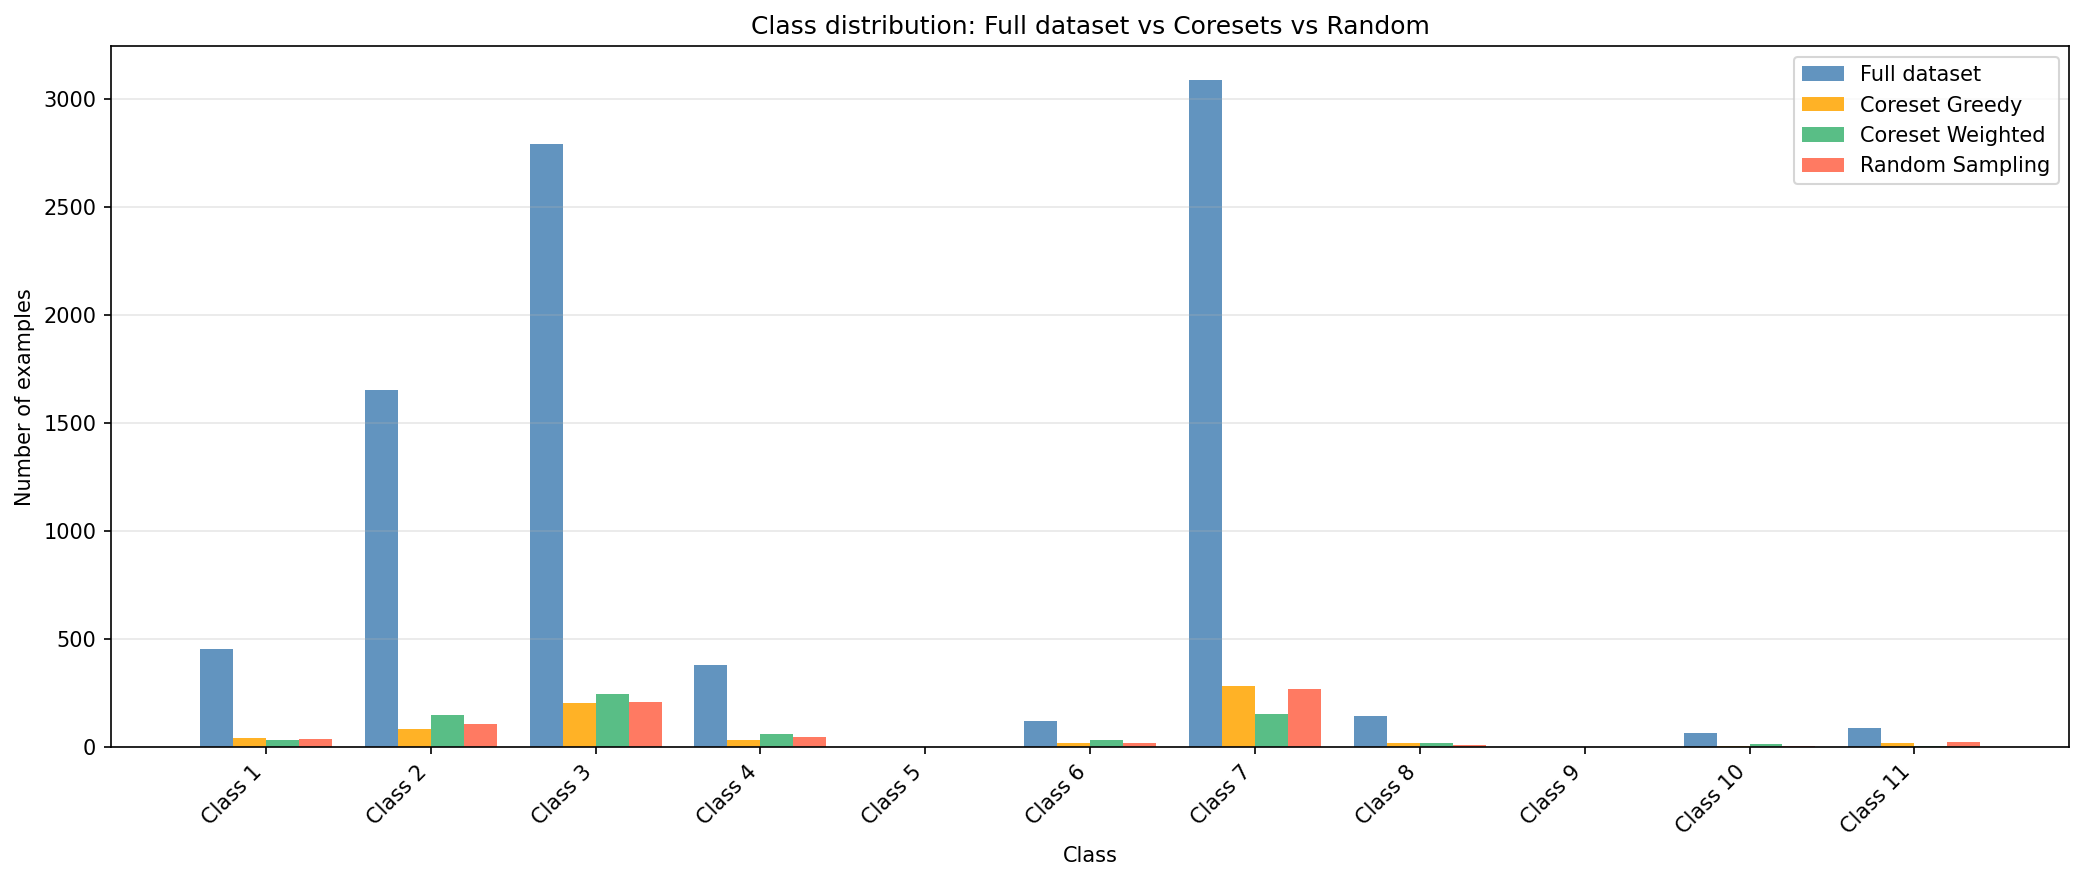 Class distribution: Full dataset vs Coresets vs Random
Full dataset
Coreset Greedy
Coreset Weighted
Random Sampling
Number of examples
3000
2500
2000
1500
1000
500
0
Class 1
Class 2
Class 3
Class 4
Class 5
Class 6
Class 7
Class 8
Class 9
Class 10
Class 11
Class